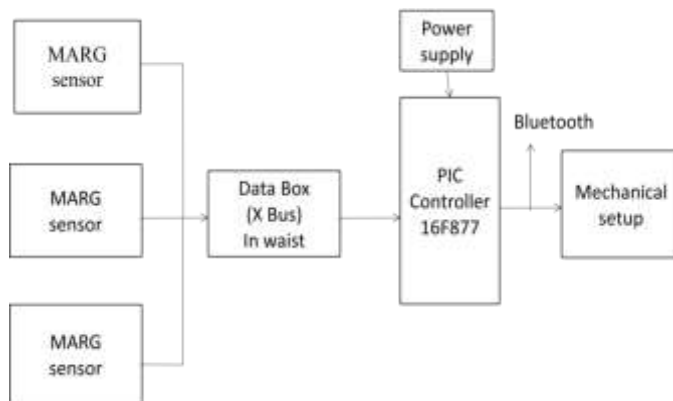 MARG
sensor
MARG
sensor
MARG
sensor
Data Box
(X Bus)
In waist
Power
supply
PIC
Controller
16F877
Bluetooth
Mechanical
setup